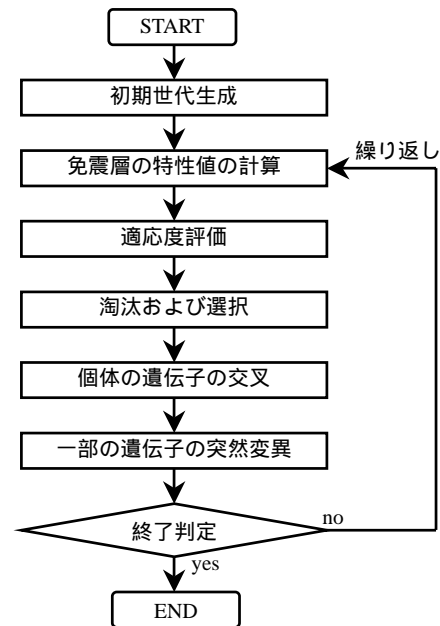 START
初期世代生成
繰り返し
免震層の特性値の計算
適応度評価
淘汰および選択
個体の遺伝子の交叉
一部の遺伝子の突然変異
no
終了判定
yes
END